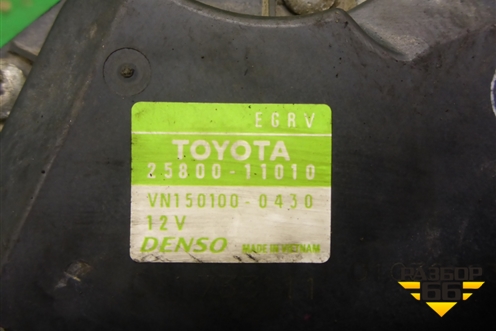 EGRV
TOYOTA
25800-11010
VN150100-0430
12V
DENSO MADE IN VIETNAM
РАЗБОР
66